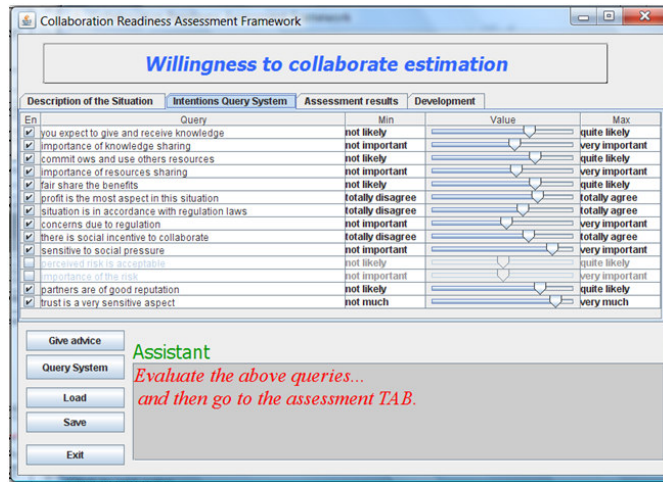 Collaboration Readiness Assessment Framework
Willingness to collaborate estimation
Description of the Situation Intentions Query System Assessment results Development
En Query Min Value Max
you expect to give and receive knowledge not likely quite likely
importance of knowledge sharing not important very important
commit ows and use others resources not likely quite likely
importance of resources sharing not important very important
fair share the benefits not likely quite likely
profit is the most aspect in this situation totally disagree totally agree
situation is in accordance with regulation laws totally disagree totally agree
concerns due to regulation not important very important
there is social incentive to collaborate totally disagree totally agree
sensitive to social pressure not important very important
perceived risk is acceptable not likely quite likely
importance of the risk not important very important
partners are of good reputation not likely quite likely
trust is a very sensitive aspect not much very much
Give advice
Query System
Load
Save
Exit
Assistant
Evaluate the above queries...
and then go to the assessment TAB.